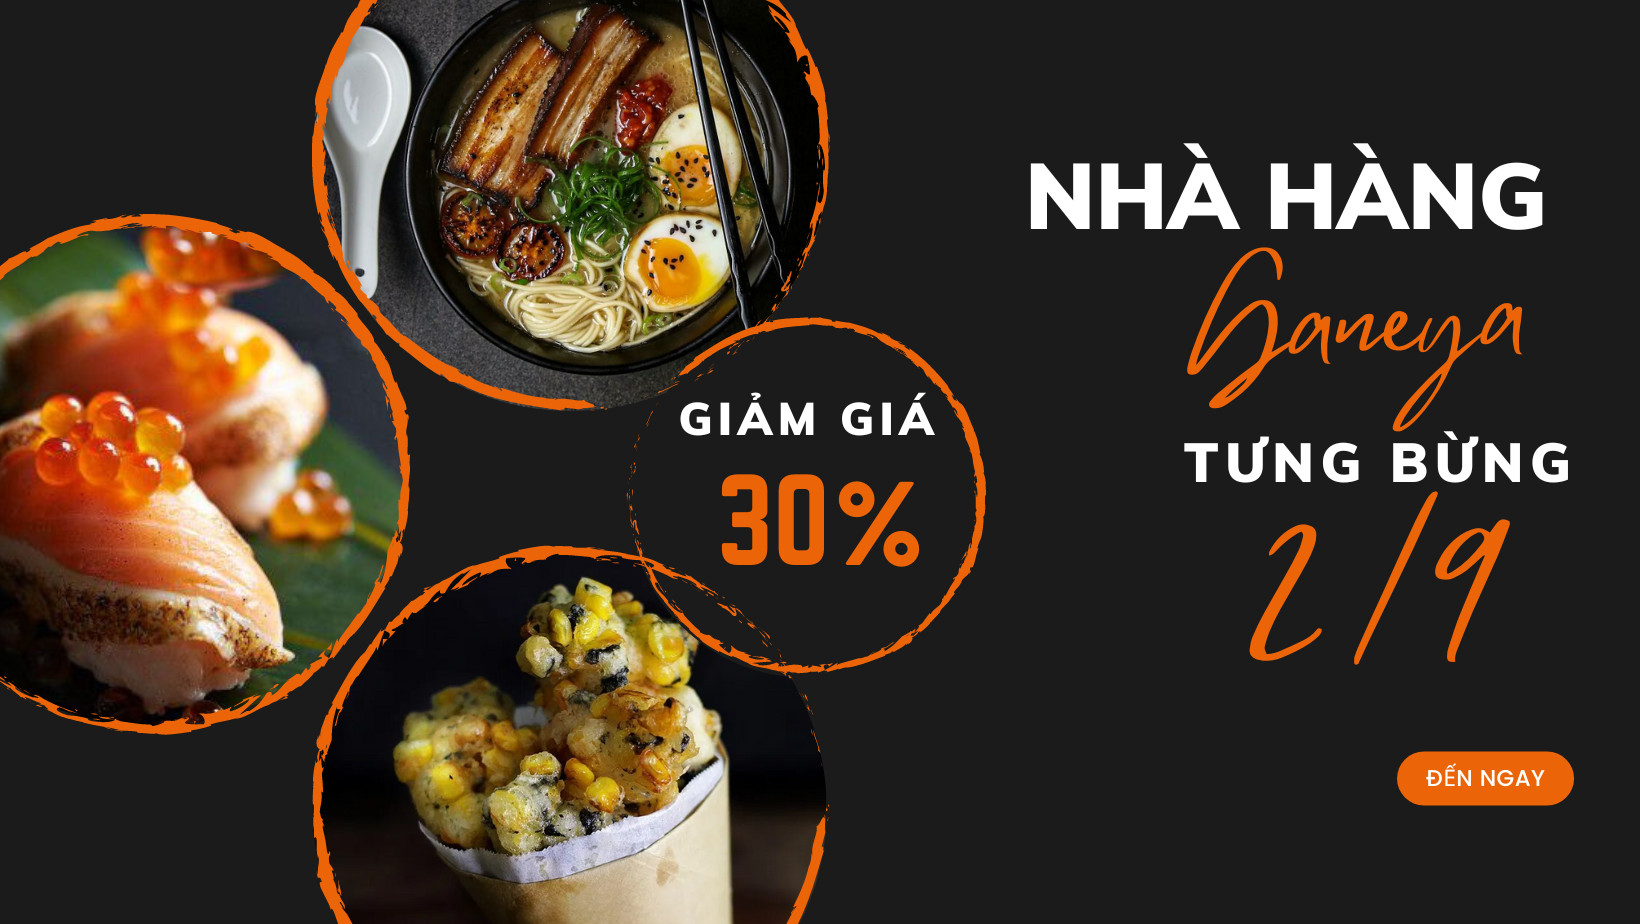 NHÀ HÀNG
Ganeya
TƯNG BỪNG
2/9
GIẢM GIÁ
30%
ĐẾN NGAY